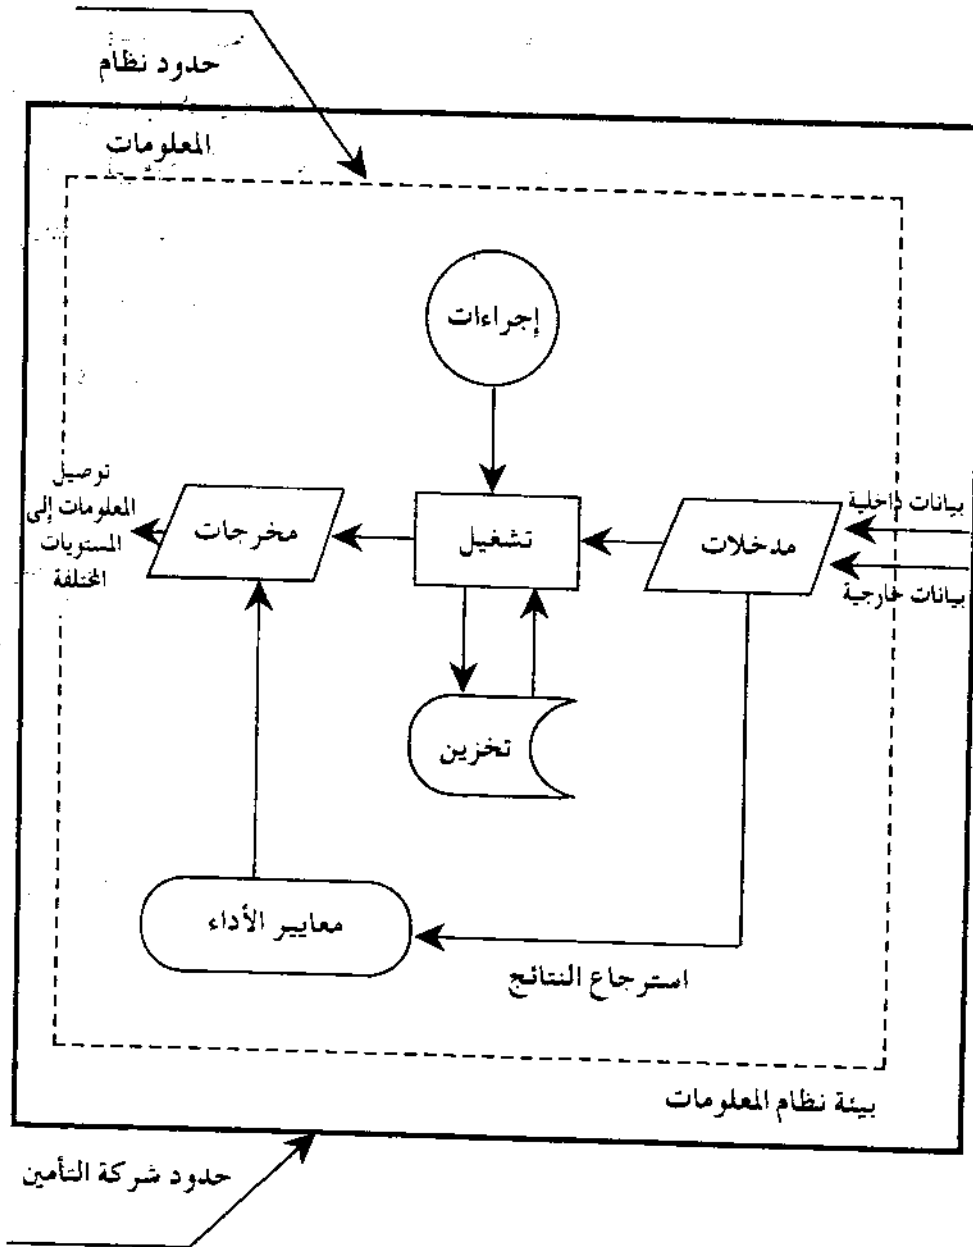 حدود نظام
المعلومات
إجراءات
بيانات داخلية
بيانات خارجية
مدخلات
تشغيل
مخرجات
توصيل
المعلومات إلى
المستويات
المختلفة
تخزين
معايير الأداء
استرجاع النتائج
بيئة نظام المعلومات
حدود شركة التأمين